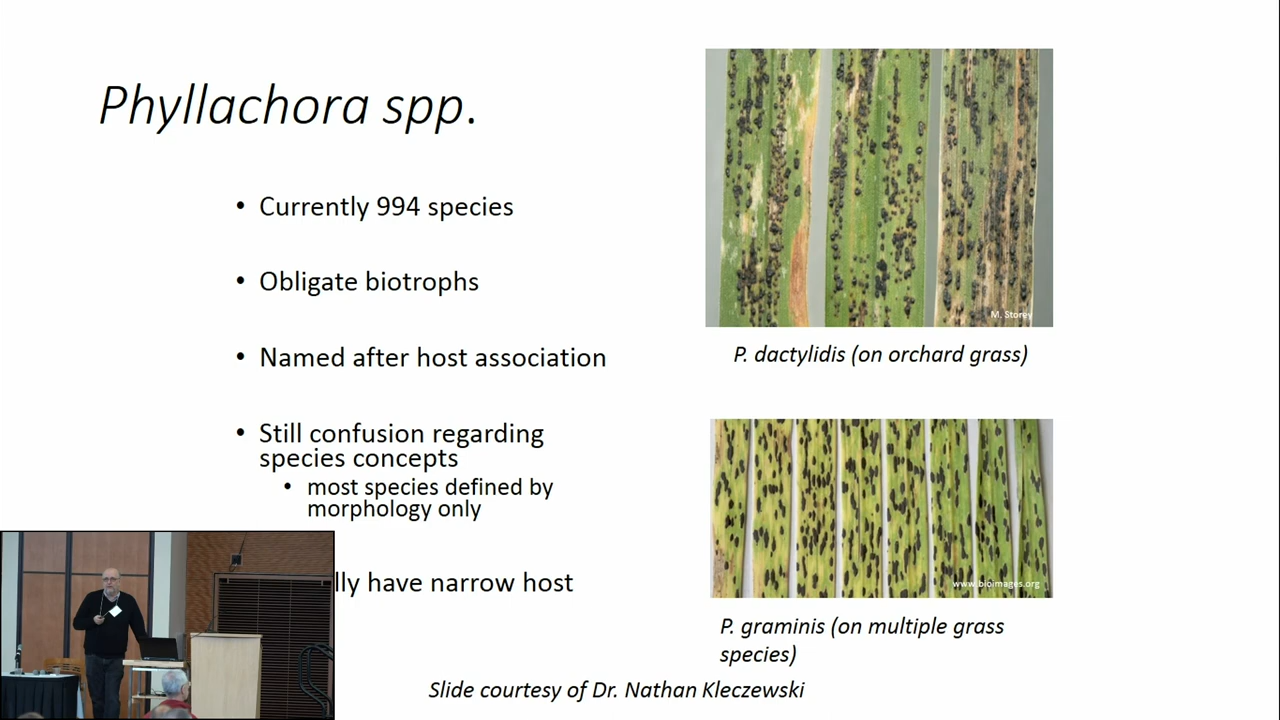 Phyllachora spp.
• Currently 994 species
• Obligate biotrophs
• Named after host association
• Still confusion regarding
species concepts
• most species defined by
morphology only
lly have narrow host
M. Storey
P. dactylidis (on orchard grass)
www.bioimages.org
P. graminis (on multiple grass
species)
Slids courtesy of Dr. Nathan Kleczewski